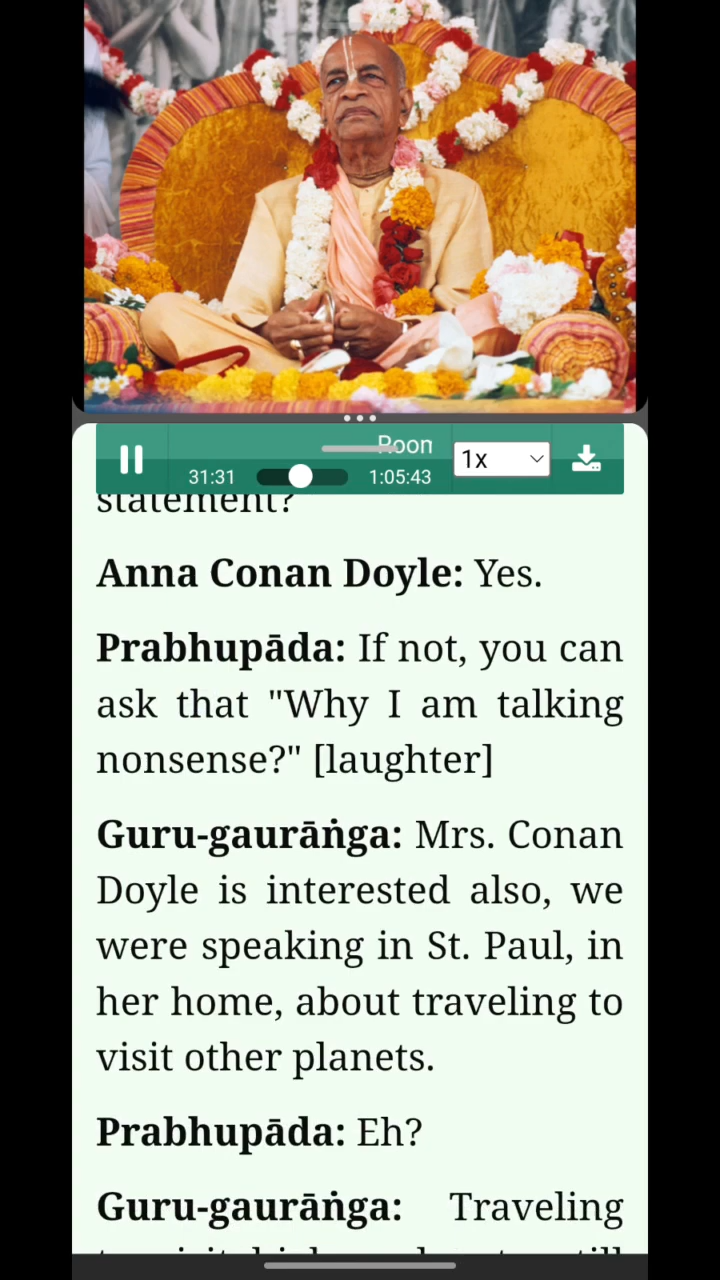 Room
31:31
1:05:43
1x
statement?
Anna Conan Doyle: Yes.
Prabhupāda: If not, you can
ask that "Why I am talking
nonsense?" [laughter]
Guru-gaurāṅga: Mrs. Conan
Doyle is interested also, we
were speaking in St. Paul, in
her home, about traveling to
visit other planets.
Prabhupāda: Eh?
Guru-gaurāṅga: Traveling